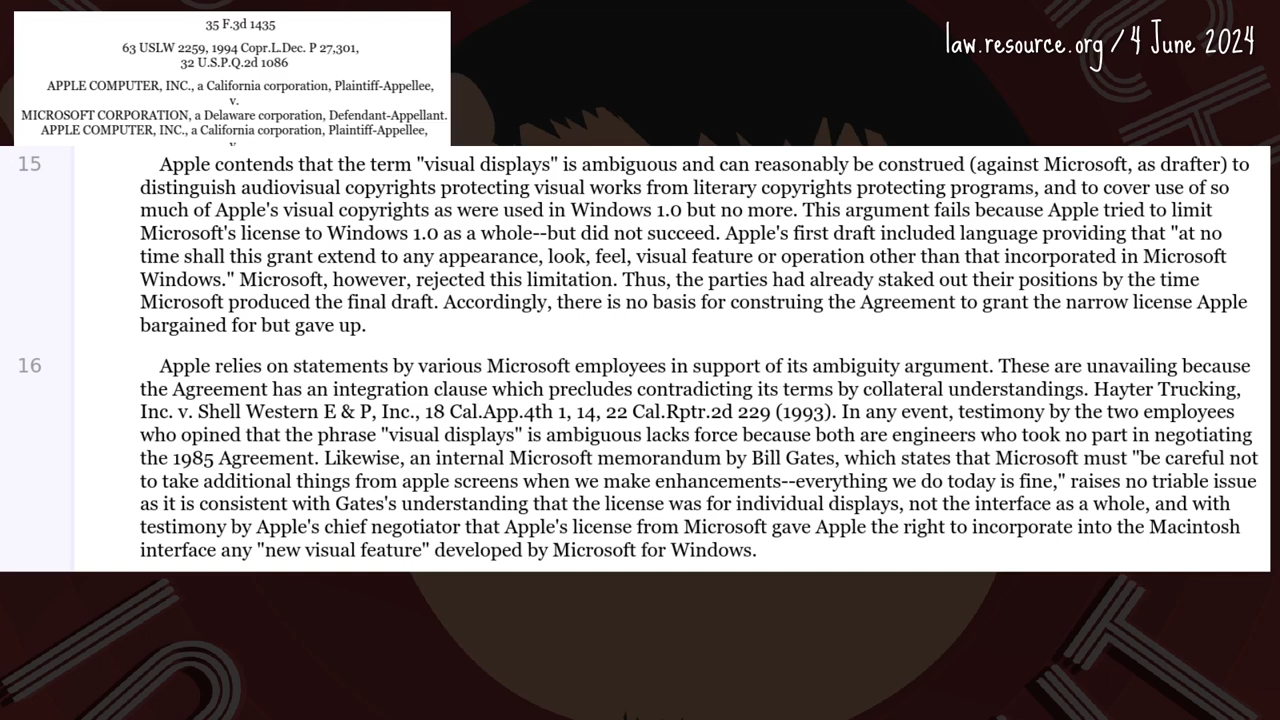 35 F.3d 1435
63 USLW 2259, 1994 Copr.L.Dec. P 27,301,
32 U.S.P.Q.2d 1086
APPLE COMPUTER, INC., a California corporation, Plaintiff-Appellee,
v.
MICROSOFT CORPORATION, a Delaware corporation, Defendant-Appellant.
APPLE COMPUTER, INC., a California corporation, Plaintiff-Appellee,
law.resource.org / 4 June 2024
15
Apple contends that the term "visual displays" is ambiguous and can reasonably be construed (against Microsoft, as drafter) to
distinguish audiovisual copyrights protecting visual works from literary copyrights protecting programs, and to cover use of so
much of Apple's visual copyrights as were used in Windows 1.0 but no more. This argument fails because Apple tried to limit
Microsoft's license to Windows 1.0 as a whole--but did not succeed. Apple's first draft included language providing that "at no
time shall this grant extend to any appearance, look, feel, visual feature or operation other than that incorporated in Microsoft
Windows." Microsoft, however, rejected this limitation. Thus, the parties had already staked out their positions by the time
Microsoft produced the final draft. Accordingly, there is no basis for construing the Agreement to grant the narrow license Apple
bargained for but gave up.
16
Apple relies on statements by various Microsoft employees in support of its ambiguity argument. These are unavailing because
the Agreement has an integration clause which precludes contradicting its terms by collateral understandings. Hayter Trucking,
Inc. v. Shell Western E & P, Inc., 18 Cal.App.4th 1, 14, 22 Cal.Rptr.2d 229 (1993). In any event, testimony by the two employees
who opined that the phrase "visual displays" is ambiguous lacks force because both are engineers who took no part in negotiating
the 1985 Agreement. Likewise, an internal Microsoft memorandum by Bill Gates, which states that Microsoft must "be careful not
to take additional things from apple screens when we make enhancements--everything we do today is fine," raises no triable issue
as it is consistent with Gates's understanding that the license was for individual displays, not the interface as a whole, and with
testimony by Apple's chief negotiator that Apple's license from Microsoft gave Apple the right to incorporate into the Macintosh
interface any "new visual feature" developed by Microsoft for Windows.